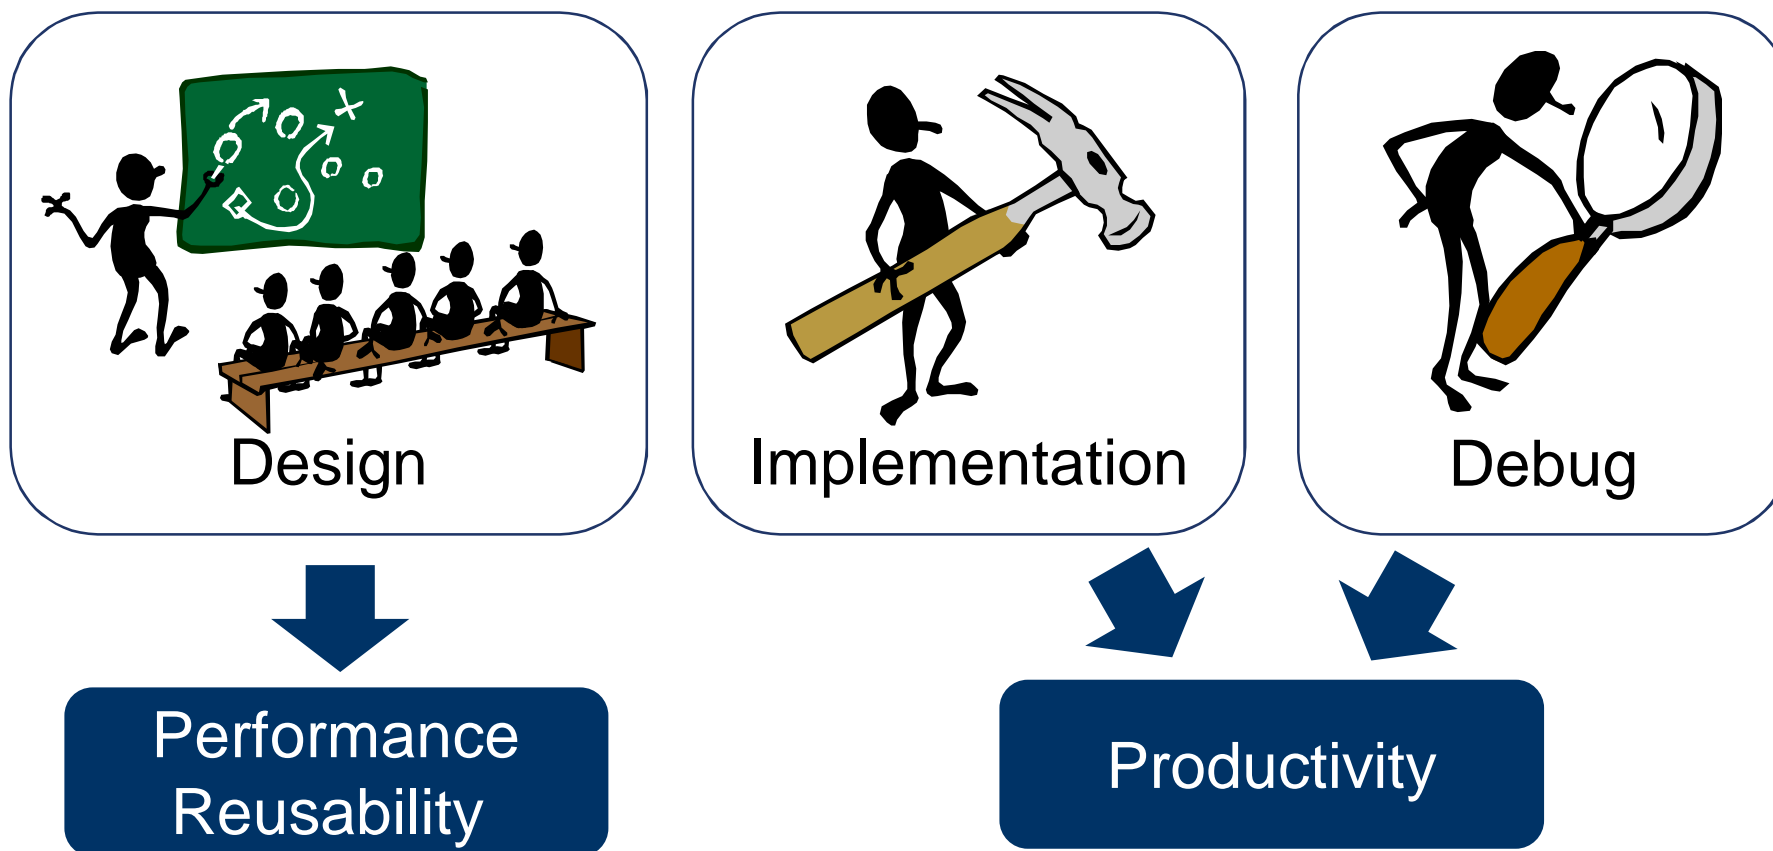 Design
Implementation
Debug
Performance
Reusability
Productivity